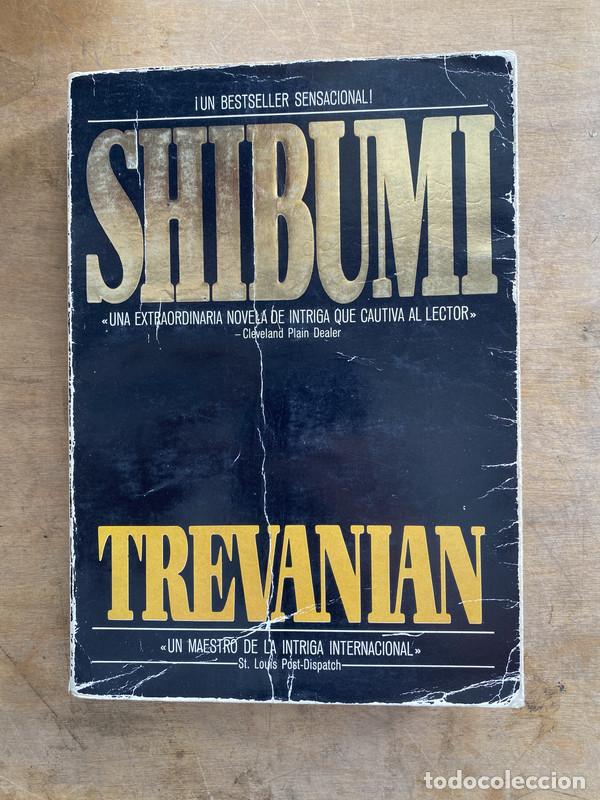 ¡UN BESTSELLER SENSACIONAL!
SHIBUMI
«UNA EXTRAORDINARIA NOVELA DE INTRIGA QUE CAUTIVA AL LECTOR»
–Cleveland Plain Dealer
TREVANIAN
«UN MAESTRO DE LA INTRIGA INTERNACIONAL»
St. Louis Post-Dispatch
todocoleccion